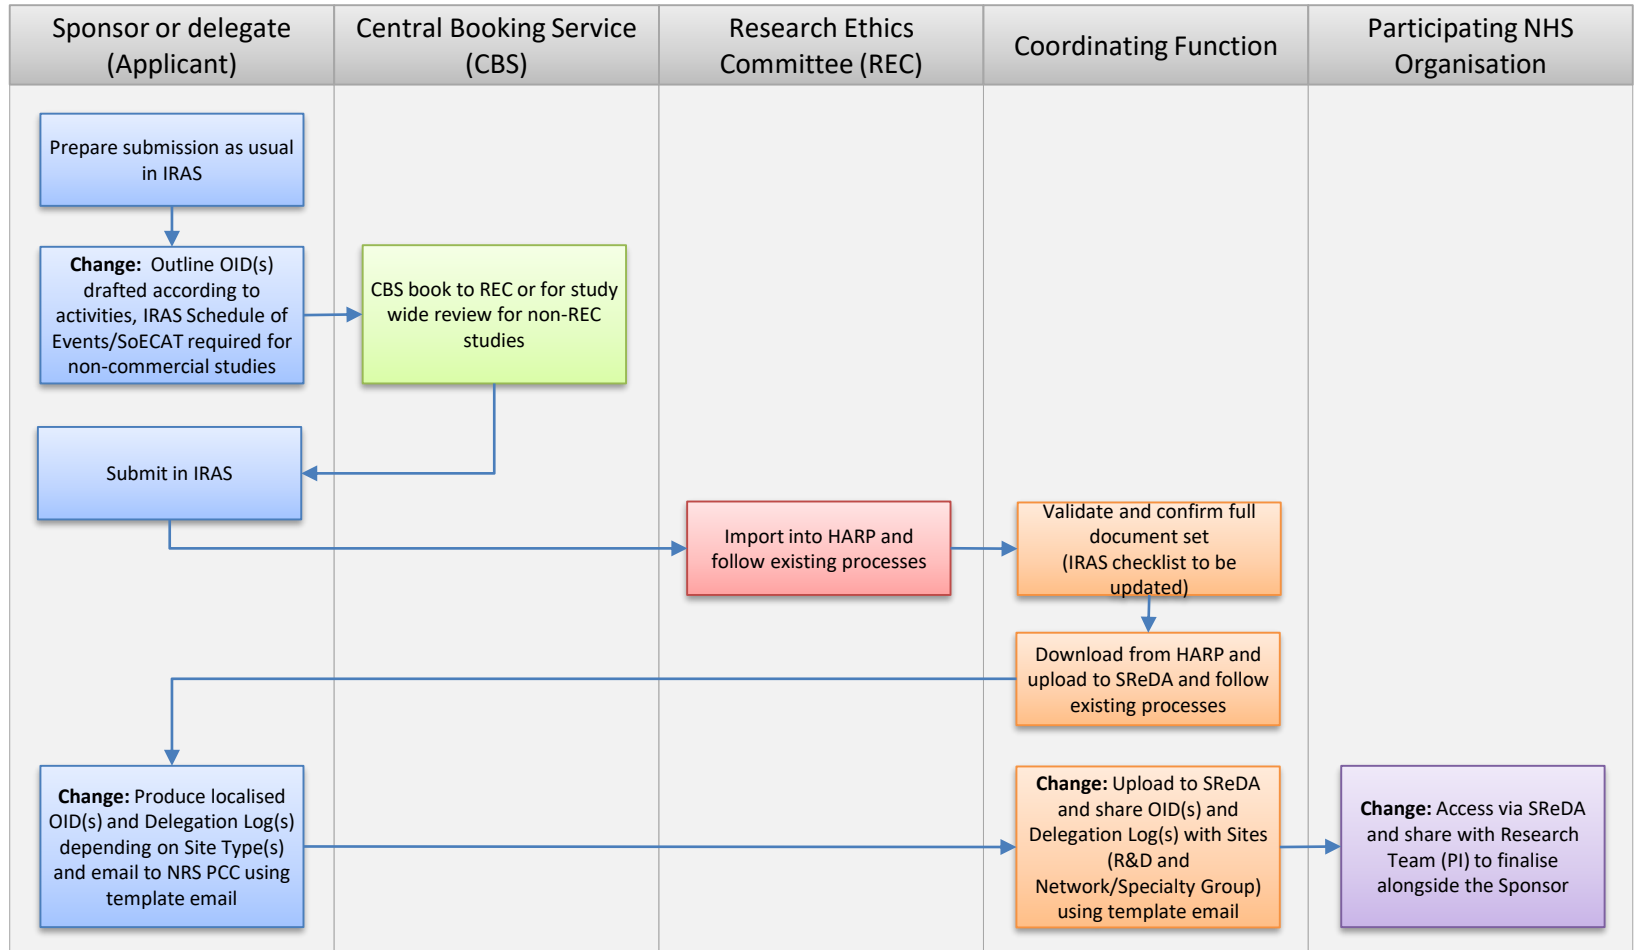 Sponsor or delegate
(Applicant)
Central Booking Service
(CBS)
Research Ethics
Committee (REC)
Coordinating Function
Participating NHS
Organisation
Prepare submission as usual
in IRAS
Change: Outline OID(s)
drafted according to
activities, IRAS Schedule of
Events/SoECAT required for
non-commercial studies
CBS book to REC or for study
wide review for non-REC
studies
Submit in IRAS
Import into HARP and
follow existing processes
Validate and confirm full
document set
(IRAS checklist to be
updated)
Download from HARP and
upload to SReDA and follow
existing processes
Change: Produce localised
OID(s) and Delegation Log(s)
depending on Site Type(s)
and email to NRS PCC using
template email
Change: Upload to SReDA
and share OID(s) and
Delegation Log(s) with Sites
(R&D and
Network/Specialty Group)
using template email
Change: Access via SReDA
and share with Research
Team (PI) to finalise
alongside the Sponsor